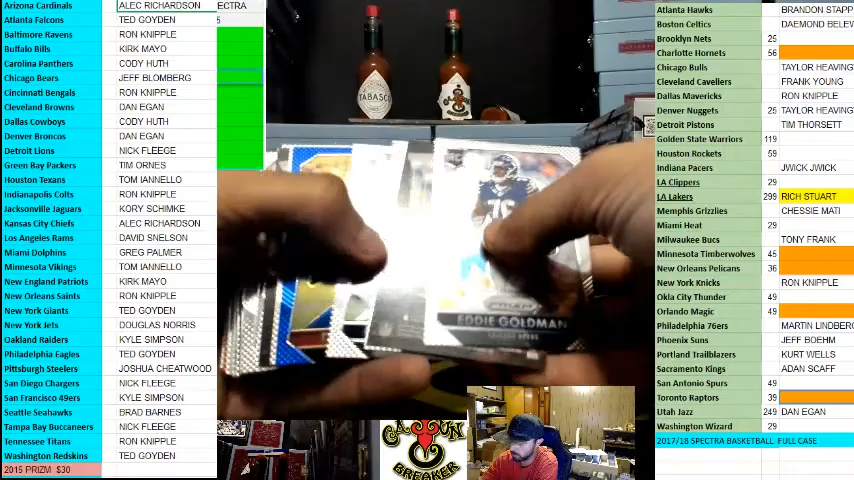 Arizona Cardinals ALEC RICHARDSON ECTRA
Atlanta Falcons TED GOYDEN 5
Baltimore Ravens RON KNIPPLE
Buffalo Bills KIRK MAYO
Carolina Panthers CODY HUTH
Chicago Bears JEFF BLOMBERG
Cincinnati Bengals RON KNIPPLE
Cleveland Browns DAN EGAN
Dallas Cowboys CODY HUTH
Denver Broncos DAN EGAN
Detroit Lions NICK FLEEGE
Green Bay Packers TIM ORNES
Houston Texans TOM IANNELLO
Indianapolis Colts RON KNIPPLE
Jacksonville Jaguars KORY SCHIMKE
Kansas City Chiefs ALEC RICHARDSON
Los Angeles Rams DAVID SNELSON
Miami Dolphins GREG PALMER
Minnesota Vikings TOM IANNELLO
New England Patriots KIRK MAYO
New Orleans Saints RON KNIPPLE
New York Giants TED GOYDEN
New York Jets DOUGLAS NORRIS
Oakland Raiders KYLE SIMPSON
Philadelphia Eagles TED GOYDEN
Pittsburgh Steelers JOSHUA CHEATWOOD
San Diego Chargers NICK FLEEGE
San Francisco 49ers KYLE SIMPSON
Seattle Seahawks BRAD BARNES
Tampa Bay Buccaneers NICK FLEEGE
Tennessee Titans RON KNIPPLE
Washington Redskins TED GOYDEN
2015 PRIZM $30
TABASCO
EDDIE GOLDMAN
CAJUN
BREAKER
Atlanta Hawks BRANDON STAPP
Boston Celtics DAEMOND BELEW
Brooklyn Nets 25
Charlotte Hornets 56
Chicago Bulls TAYLOR HEAVING
Cleveland Caveliers FRANK YOUNG
Dallas Mavericks RON KNIPPLE
Denver Nuggets 25 TAYLOR HEAVING
Detroit Pistons TIM THORSETT
Golden State Warriors 119
Houston Rockets 59
Indiana Pacers JWICK JWICK
LA Clippers 29
LA Lakers 299 RICH STUART
Memphis Grizzlies CHESSIE MATI
Miami Heat 29
Milwaukee Bucs TONY FRANK
Minnesota Timberwolves 45
New Orleans Pelicans 36
New York Knicks RON KNIPPLE
Okla City Thunder 49
Orlando Magic 49
Philadelphia 76ers MARTIN LINDBERG
Phoenix Suns JEFF BOEHM
Portland Trailblazers KURT WELLS
Sacramento Kings ADAN SCAFF
San Antonio Spurs 49
Toronto Raptors 39
Utah Jazz 249 DAN EGAN
Washington Wizard 29
2017/18 SPECTRA BASKETBALL FULL CASE